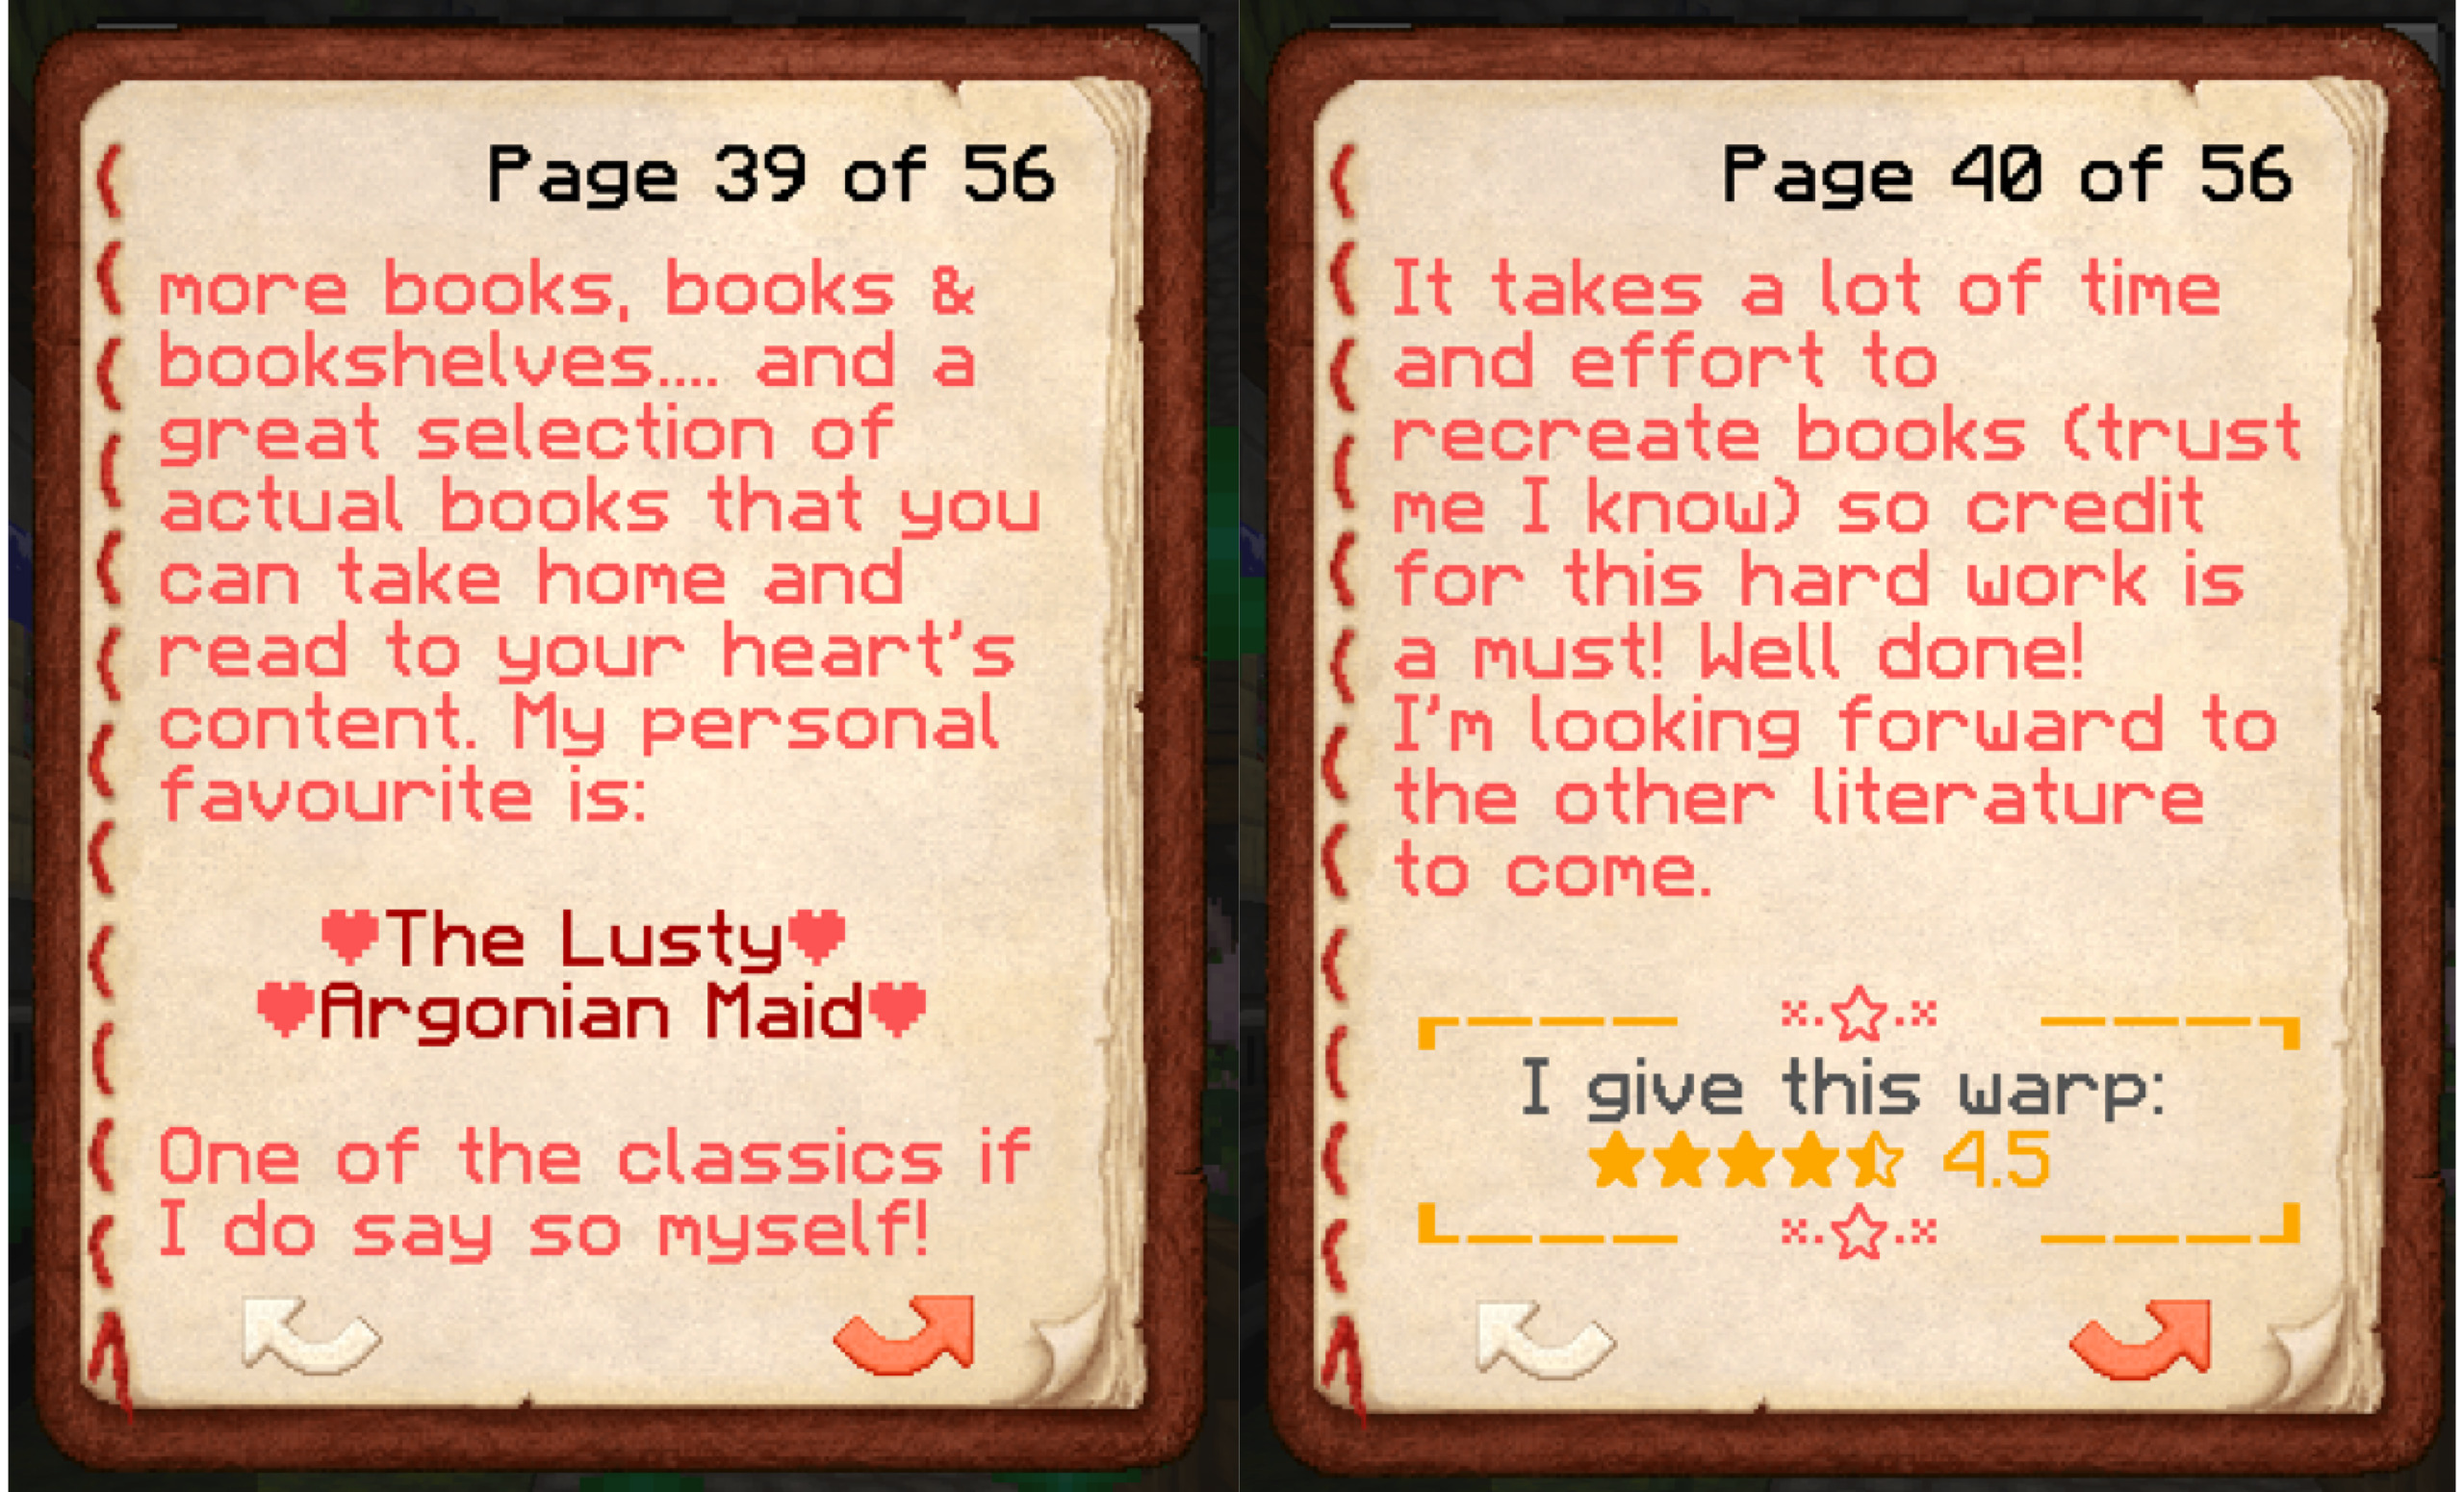 Page 39 of 56
more books, books &
bookshelves.... and a
great selection of
actual books that you
can take home and
read to your heart's
content. My personal
favourite is:
♥The Lusty♥
♥Argonian Maid♥
One of the classics if
I do say so myself!
Page 40 of 56
It takes a lot of time
and effort to
recreate books (trust
me I know) so credit
for this hard work is
a must! Well done!
I'm looking forward to
the other literature
to come.
I give this warp:
★★★★⯪ 4.5